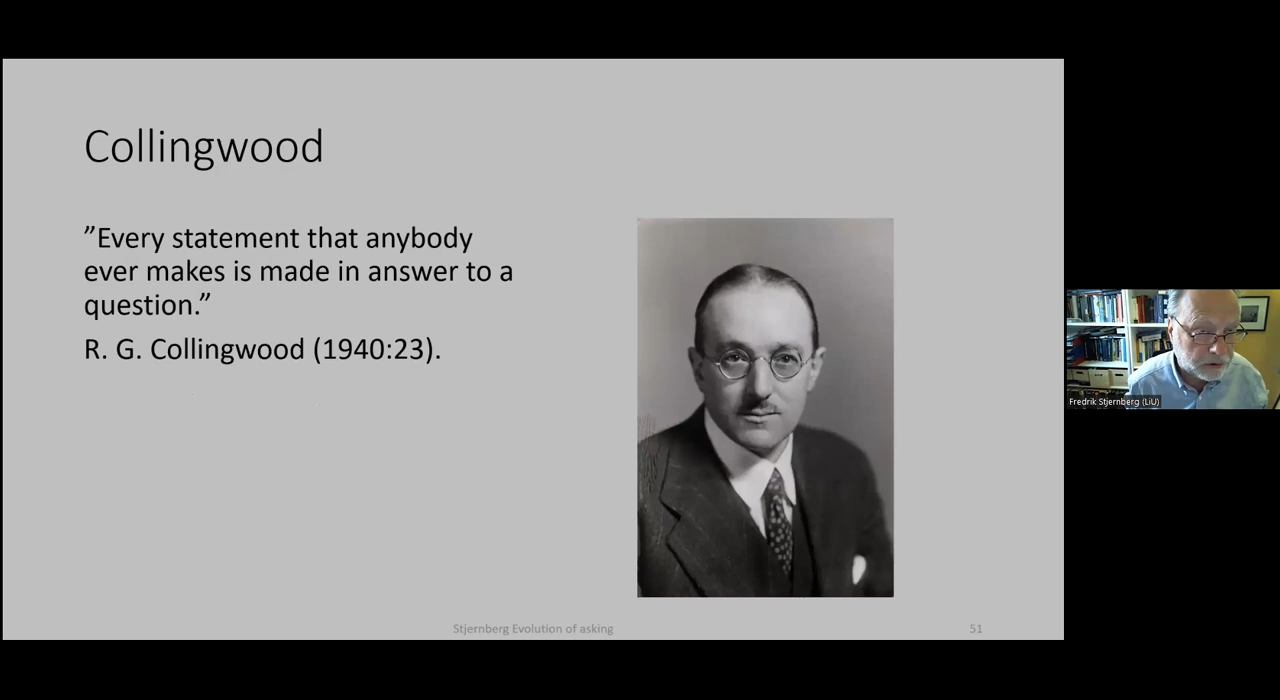 Collingwood
”Every statement that anybody
ever makes is made in answer to a
question.”
R. G. Collingwood (1940:23).
Stjernberg Evolution of asking
51
Fredrik Stjernberg (LiU)